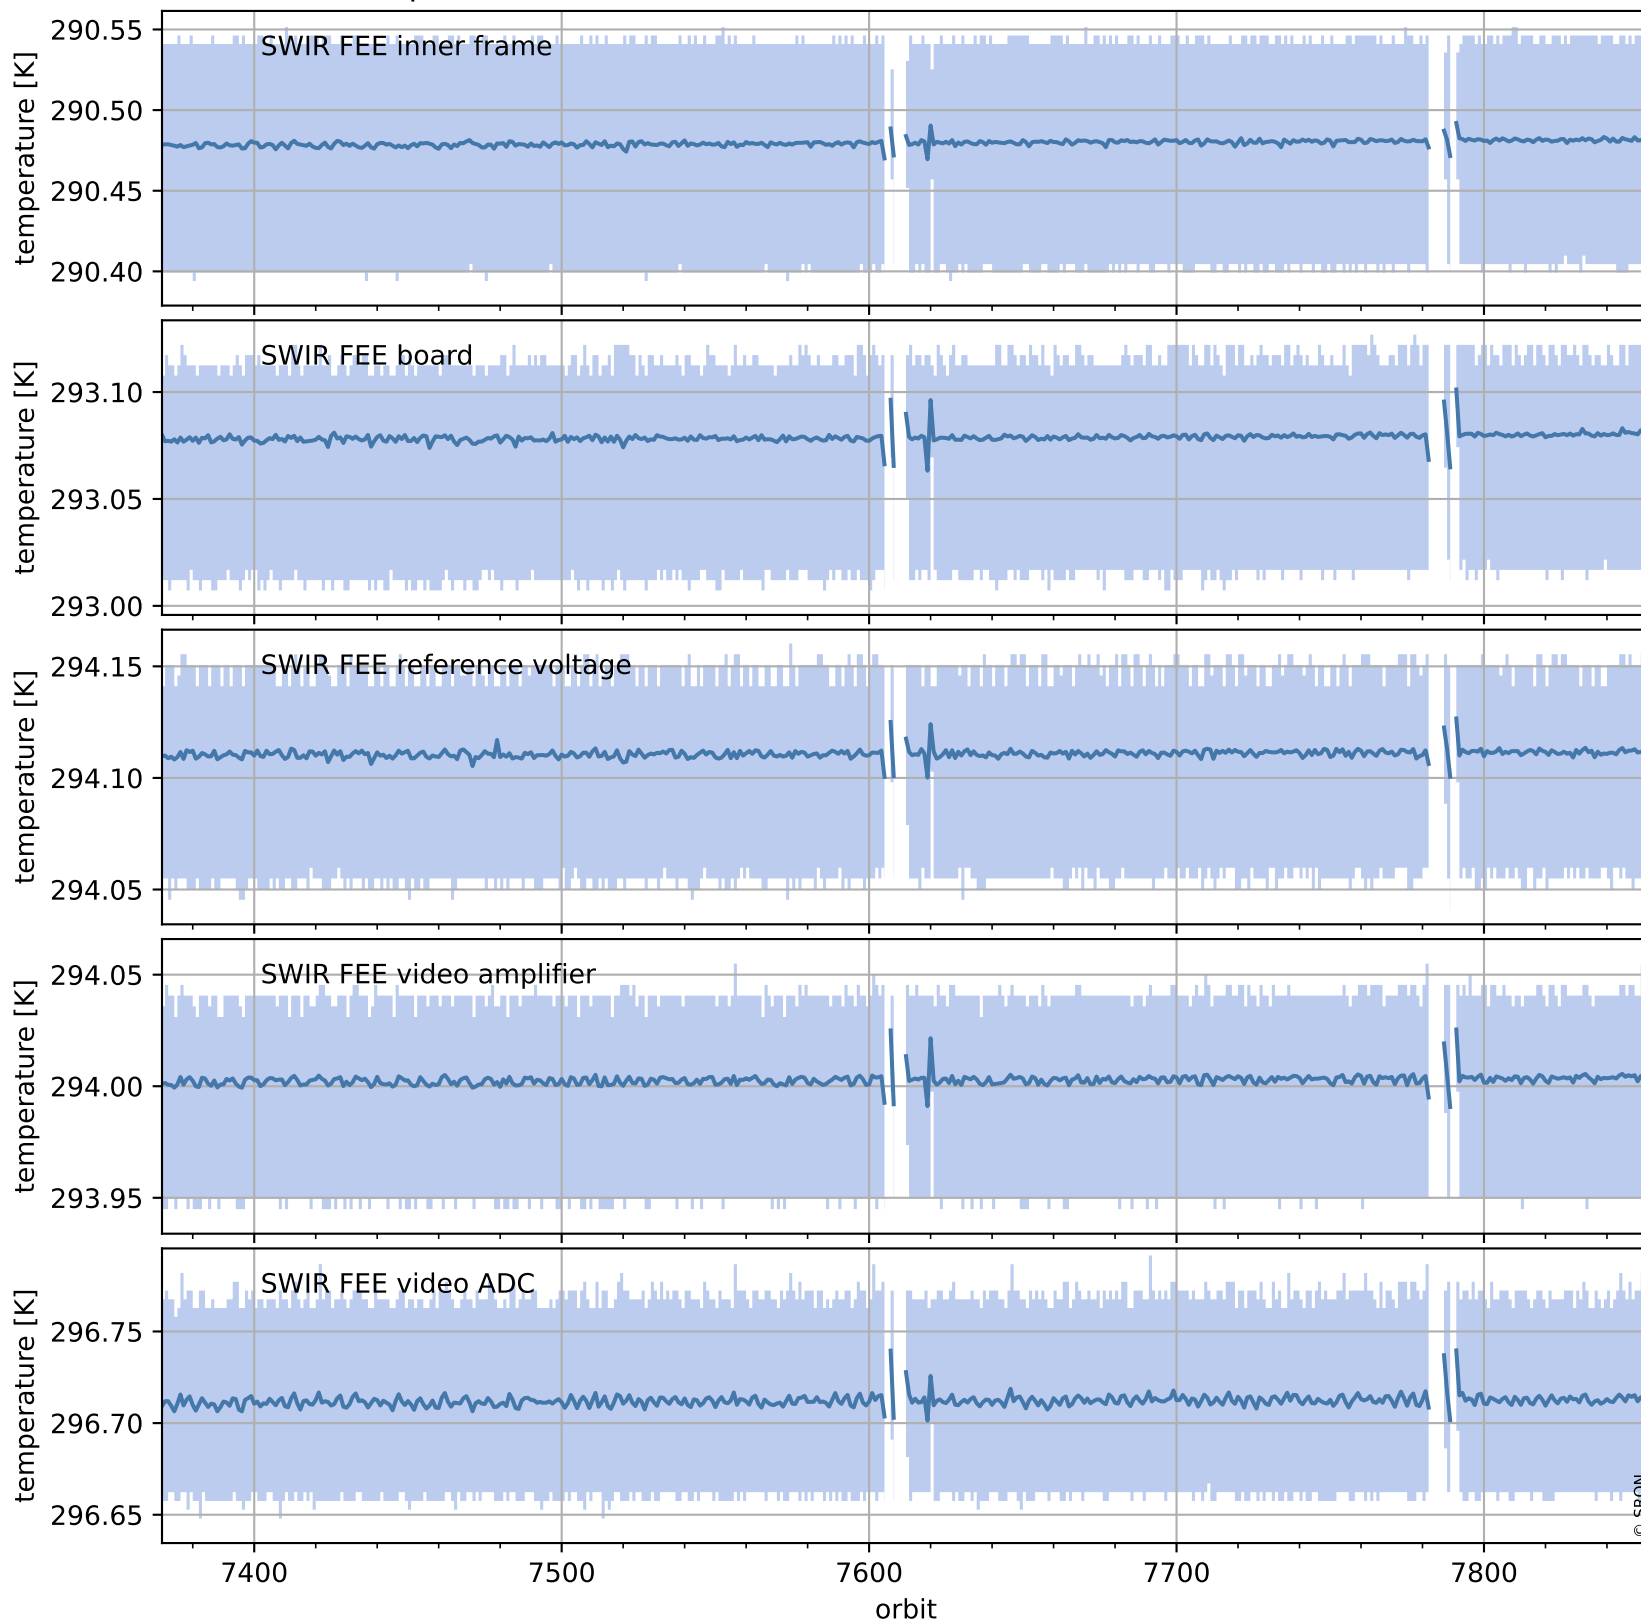 290.55
290.50
290.45
290.40
temperature [K]
SWIR FEE inner frame
293.10
293.05
293.00
temperature [K]
SWIR FEE board
294.15
294.10
294.05
temperature [K]
SWIR FEE reference voltage
294.05
294.00
293.95
temperature [K]
SWIR FEE video amplifier
296.75
296.70
296.65
temperature [K]
SWIR FEE video ADC
© SRON
7400 7500 7600 7700 7800
orbit